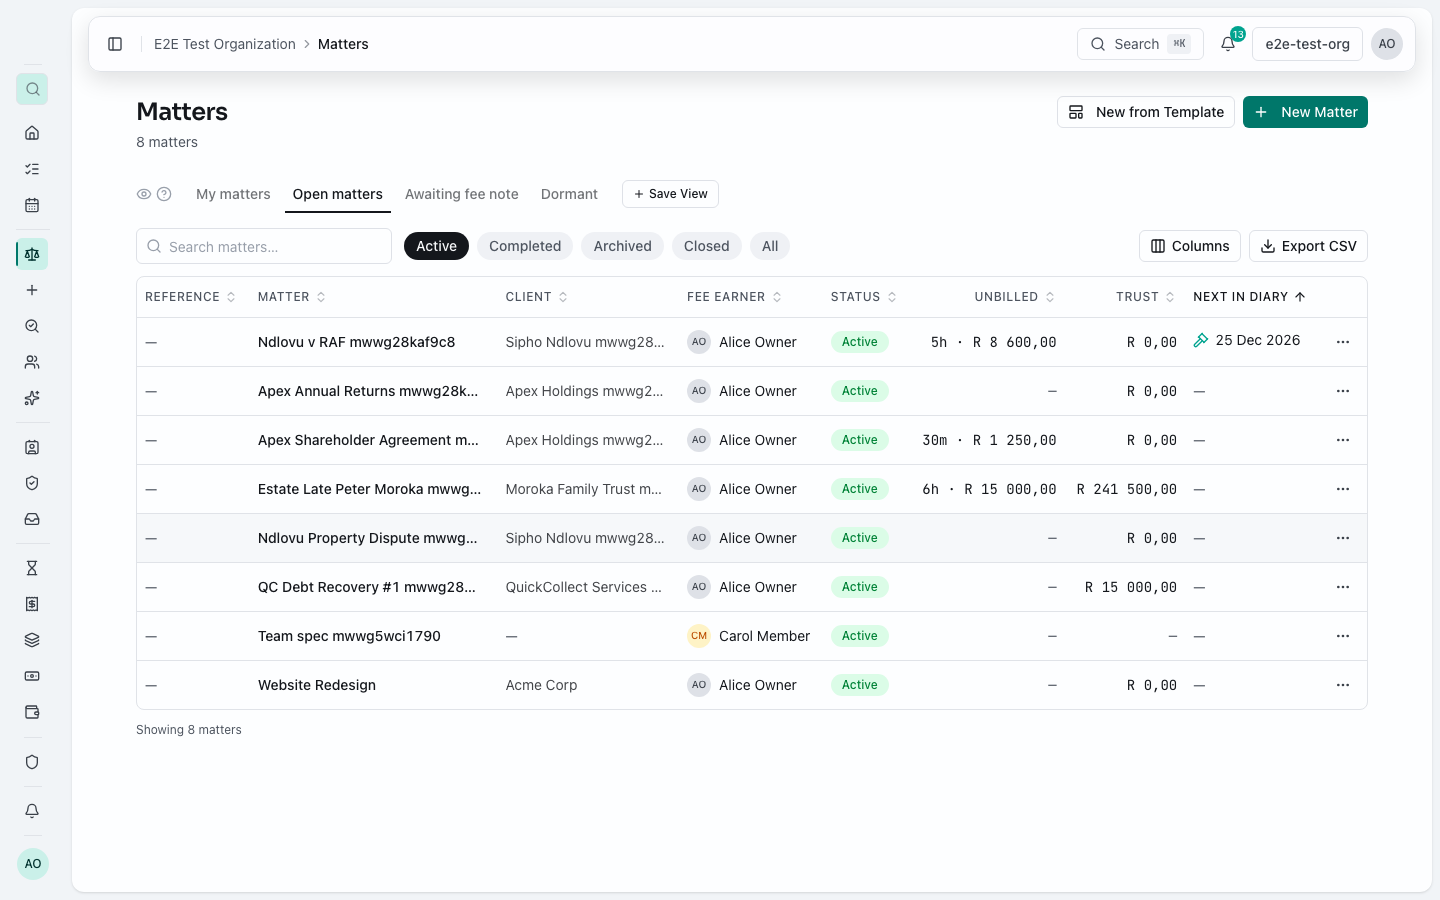 E2E Test Organization > Matters
Search ⌘K
13
e2e-test-org
AO
Matters
8 matters
New from Template
+ New Matter
My matters
Open matters
Awaiting fee note
Dormant
+ Save View
Search matters...
Active
Completed
Archived
Closed
All
Columns
Export CSV
REFERENCE MATTER CLIENT FEE EARNER STATUS UNBILLED TRUST NEXT IN DIARY
— Ndlovu v RAF mwwg28kaf9c8 Sipho Ndlovu mwwg28... AO Alice Owner Active 5h · R 8 600,00 R 0,00 25 Dec 2026 ...
— Apex Annual Returns mwwg28k... Apex Holdings mwwg2... AO Alice Owner Active — R 0,00 — ...
— Apex Shareholder Agreement m... Apex Holdings mwwg2... AO Alice Owner Active 30m · R 1 250,00 R 0,00 — ...
— Estate Late Peter Moroka mwwg... Moroka Family Trust m... AO Alice Owner Active 6h · R 15 000,00 R 241 500,00 — ...
— Ndlovu Property Dispute mwwg... Sipho Ndlovu mwwg28... AO Alice Owner Active — R 0,00 — ...
— QC Debt Recovery #1 mwwg28... QuickCollect Services ... AO Alice Owner Active — R 15 000,00 — ...
— Team spec mwwg5wci1790 — CM Carol Member Active — — — ...
— Website Redesign Acme Corp AO Alice Owner Active — R 0,00 — ...
Showing 8 matters
AO